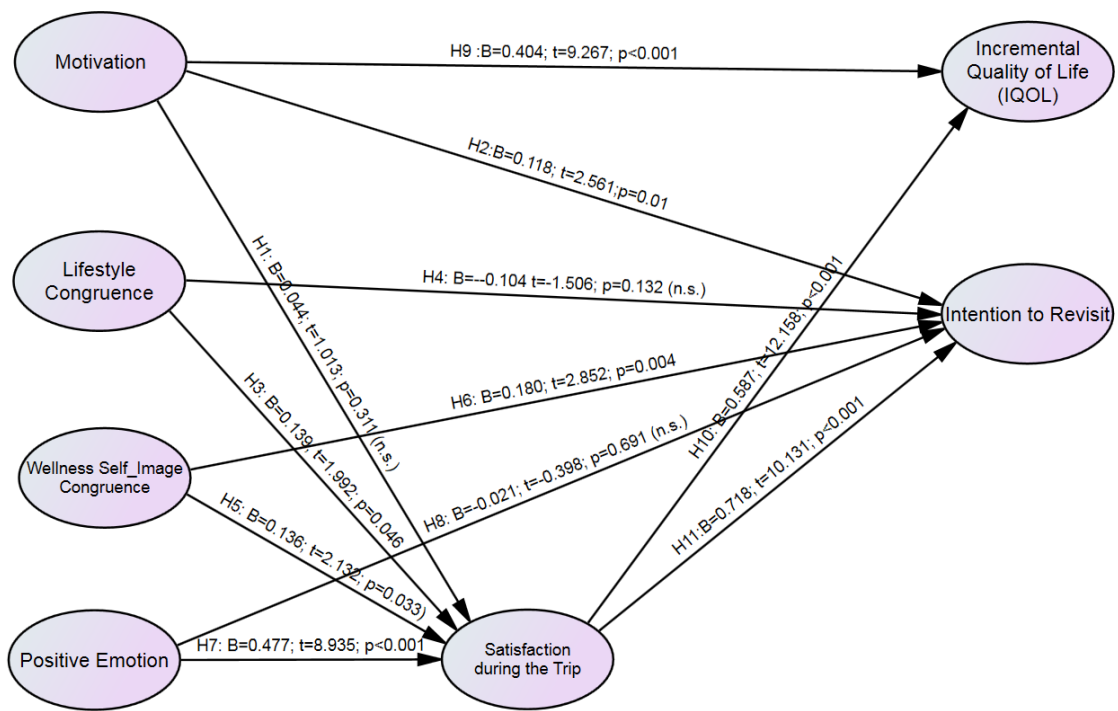 Motivation
H9 :B=0.404; t=9.267; p<0.001
Incremental
Quality of Life
(IQOL)
H2:B=0.118; t=2.561;p=0.01
H1: B=0.044; t=1.013; p=0.311 (n.s.)
Lifestyle
Congruence
H4: B=--0.104 t=-1.506; p=0.132 (n.s.)
Intention to Revisit
H3: B=0.139; t=1.992; p=0.046
H6: B=0.180; t=2.852; p=0.004
H10: B=0.587; t=12.158; p<0.001
Wellness Self_Image
Congruence
H5: B=0.136; t=2.132; p=0.033)
H8: B=-0.021; t=-0.398; p=0.691 (n.s.)
H11:B=0.718; t=10.131; p<0.001
Positive Emotion
H7: B=0.477; t=8.935; p<0.001
Satisfaction
during the Trip